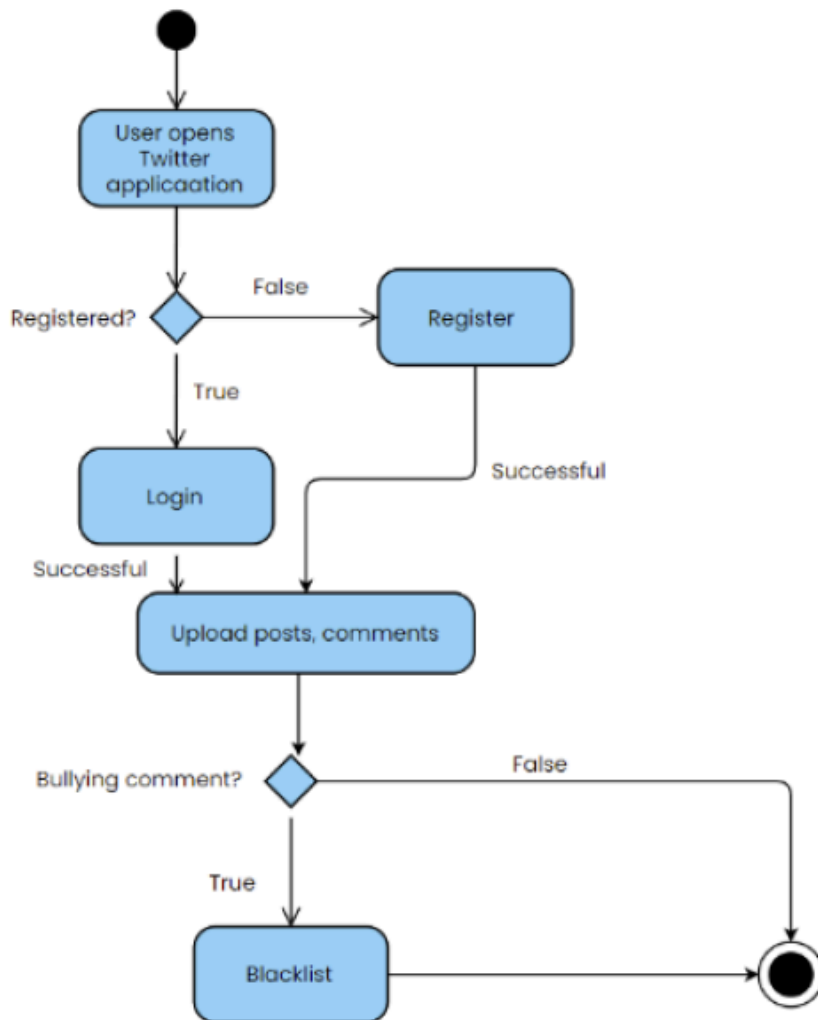 User opens
Twitter
applicaation
False
Registered?
Register
True
Successful
Login
Successful
Upload posts, comments
False
Bullying comment?
True
Blacklist